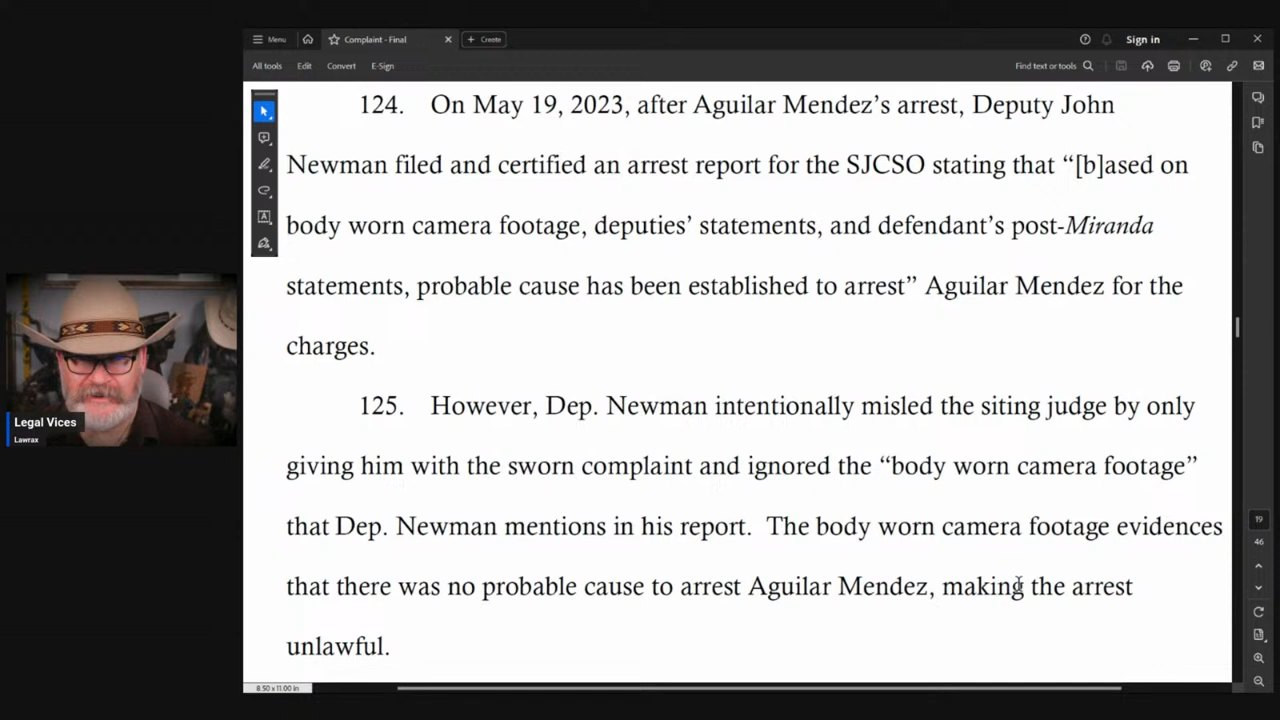 Menu
Complaint - Final
Create
Sign in
All tools
Edit
Convert
E-Sign
Find text or tools
124. On May 19, 2023, after Aguilar Mendez’s arrest, Deputy John
Newman filed and certified an arrest report for the SJCSO stating that “[b]ased on
body worn camera footage, deputies’ statements, and defendant’s post-Miranda
statements, probable cause has been established to arrest” Aguilar Mendez for the
charges.
125. However, Dep. Newman intentionally misled the siting judge by only
giving him with the sworn complaint and ignored the “body worn camera footage”
that Dep. Newman mentions in his report. The body worn camera footage evidences
that there was no probable cause to arrest Aguilar Mendez, making the arrest
unlawful.
Legal Vices
Lawrax
19
46
8.50 x 11.00 in